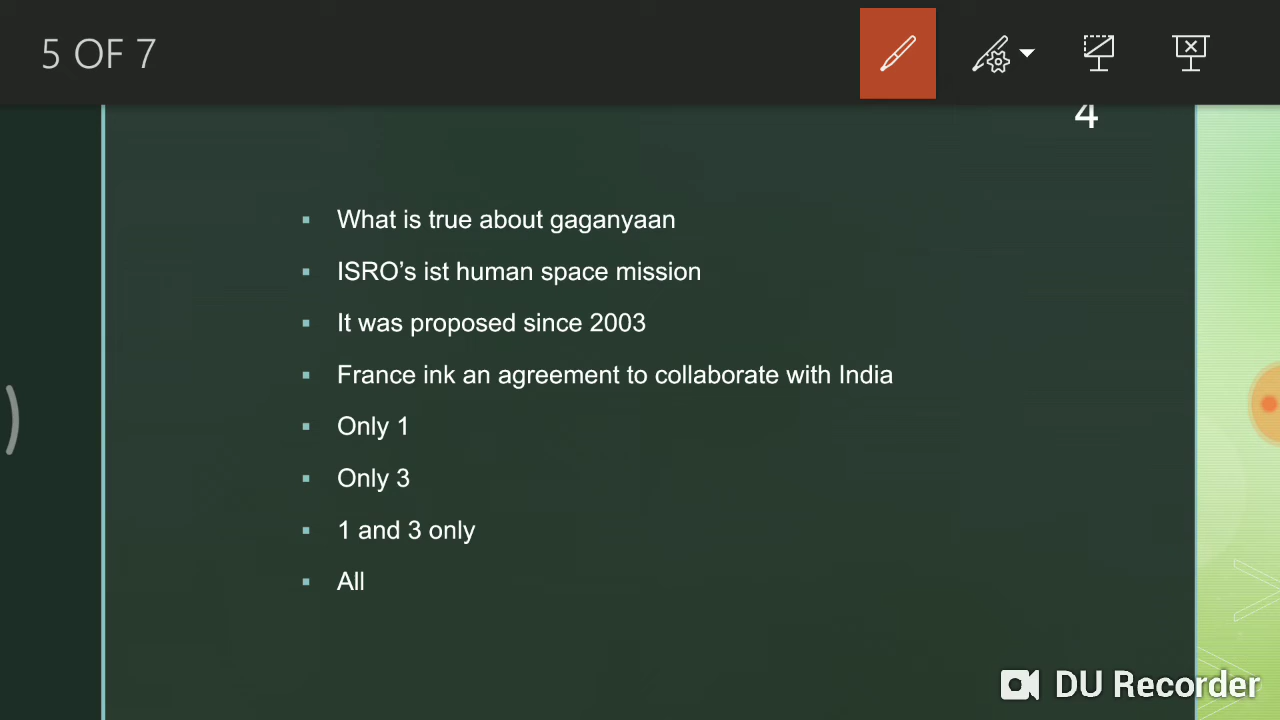 5 OF 7
4
What is true about gaganyaan
ISRO’s ist human space mission
It was proposed since 2003
France ink an agreement to collaborate with India
Only 1
Only 3
1 and 3 only
All
DU Recorder